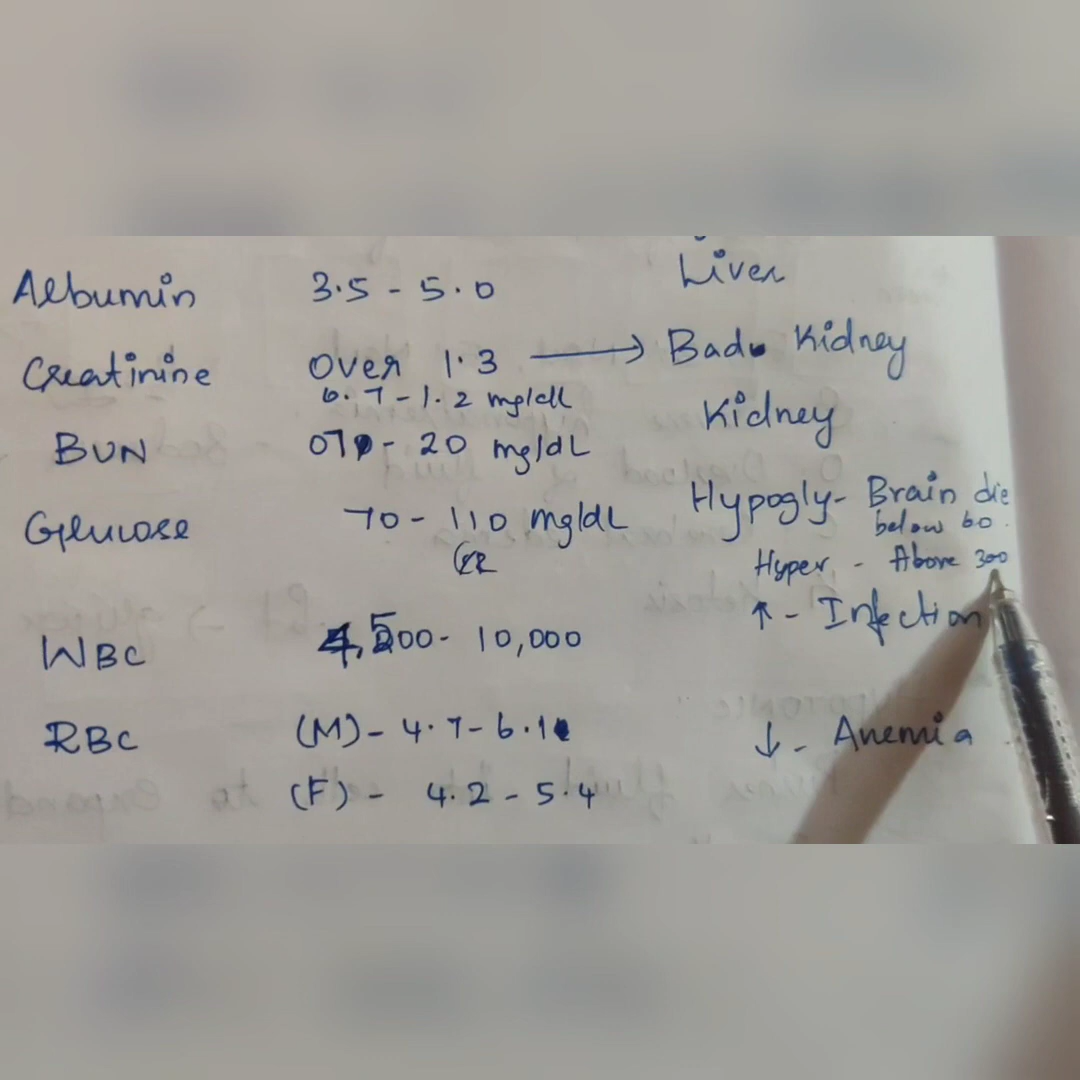 Albumin 3.5 - 5.0 Liver
Creatinine Over 1.3 → Bad Kidney
0.7 - 1.2 mg/dL
BUN 07 - 20 mg/dL Kidney
Glucose 70 - 110 mg/dL Hypogly - Brain die
below 60.
Hyper - Above 300
WBC 4,500 - 10,000 ↑ - Infection
RBC (M) - 4.7 - 6.1 ↓ - Anemia
(F) - 4.2 - 5.4